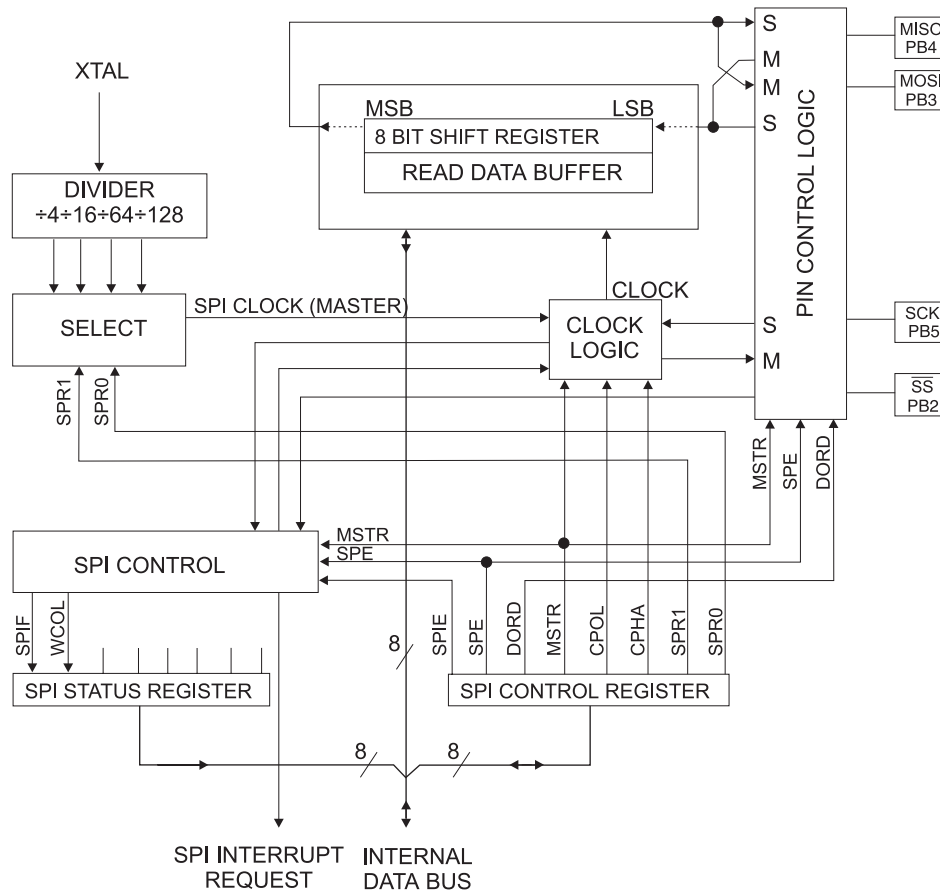 S
MISO
PB4
XTAL
M
M
MOSI
PB3
MSB
LSB
S
8 BIT SHIFT REGISTER
READ DATA BUFFER
PIN CONTROL LOGIC
DIVIDER
÷4÷16÷64÷128
CLOCK
SPI CLOCK (MASTER)
SELECT
CLOCK
LOGIC
S
M
SCK
PB5
SS
PB2
SPR1
SPR0
MSTR
SPE
DORD
SPI CONTROL
MSTR
SPE
SPIF
WCOL
8
SPIE
SPE
DORD
MSTR
CPOL
CPHA
SPR1
SPR0
SPI STATUS REGISTER
SPI CONTROL REGISTER
8
8
SPI INTERRUPT
REQUEST
INTERNAL
DATA BUS